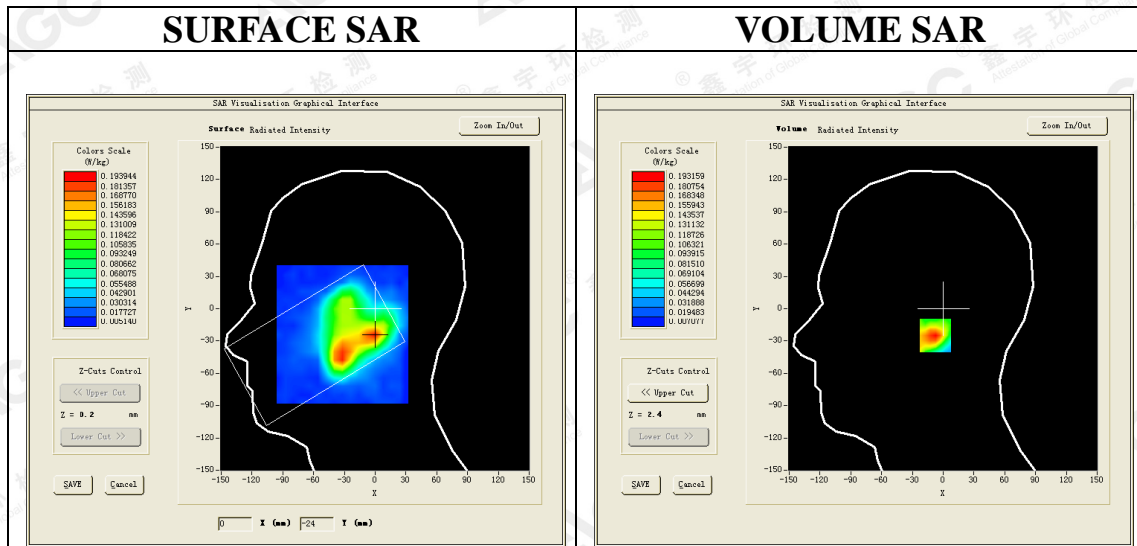 SURFACE SAR
SAR Visualisation Graphical Interface
Surface Radiated Intensity
Zoom In/Out
Colors Scale
(W/kg)
0.193944
0.181357
0.168770
0.156183
0.143596
0.131009
0.118422
0.105835
0.093249
0.080662
0.068075
0.055488
0.042901
0.030314
0.017727
0.005140
150
120
90
60
30
0
-30
-60
-90
-120
-150
Y
-150 -120 -90 -60 -30 0 30 60 90 120 150
X
Z-Cuts Control
<< Upper Cut
Z = 0.2 mm
Lower Cut >>
SAVE Cancel
0 X (mm) -24 Y (mm)
VOLUME SAR
SAR Visualisation Graphical Interface
Volume Radiated Intensity
Zoom In/Out
Colors Scale
(W/kg)
0.193159
0.180754
0.168348
0.155943
0.143537
0.131132
0.118726
0.106321
0.093915
0.081510
0.069104
0.056699
0.044294
0.031888
0.019483
0.007077
150
120
90
60
30
0
-30
-60
-90
-120
-150
Y
-150 -120 -90 -60 -30 0 30 60 90 120 150
X
Z-Cuts Control
<< Upper Cut
Z = 2.4 mm
Lower Cut >>
SAVE Cancel